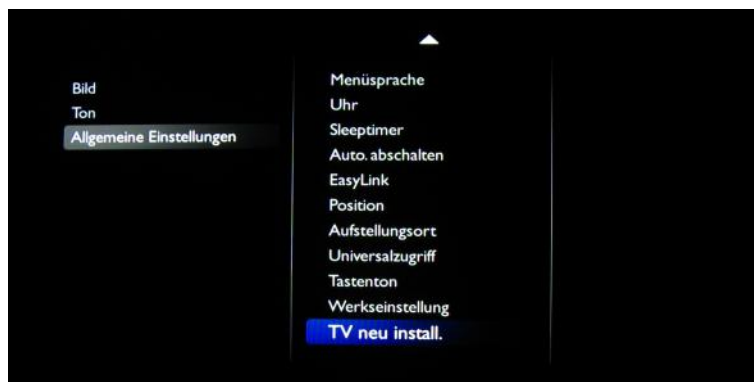 Bild
Ton
Allgemeine Einstellungen
Menüsprache
Uhr
Sleeptimer
Auto. abschalten
EasyLink
Position
Aufstellungsort
Universalzugriff
Tastenton
Werkseinstellung
TV neu install.